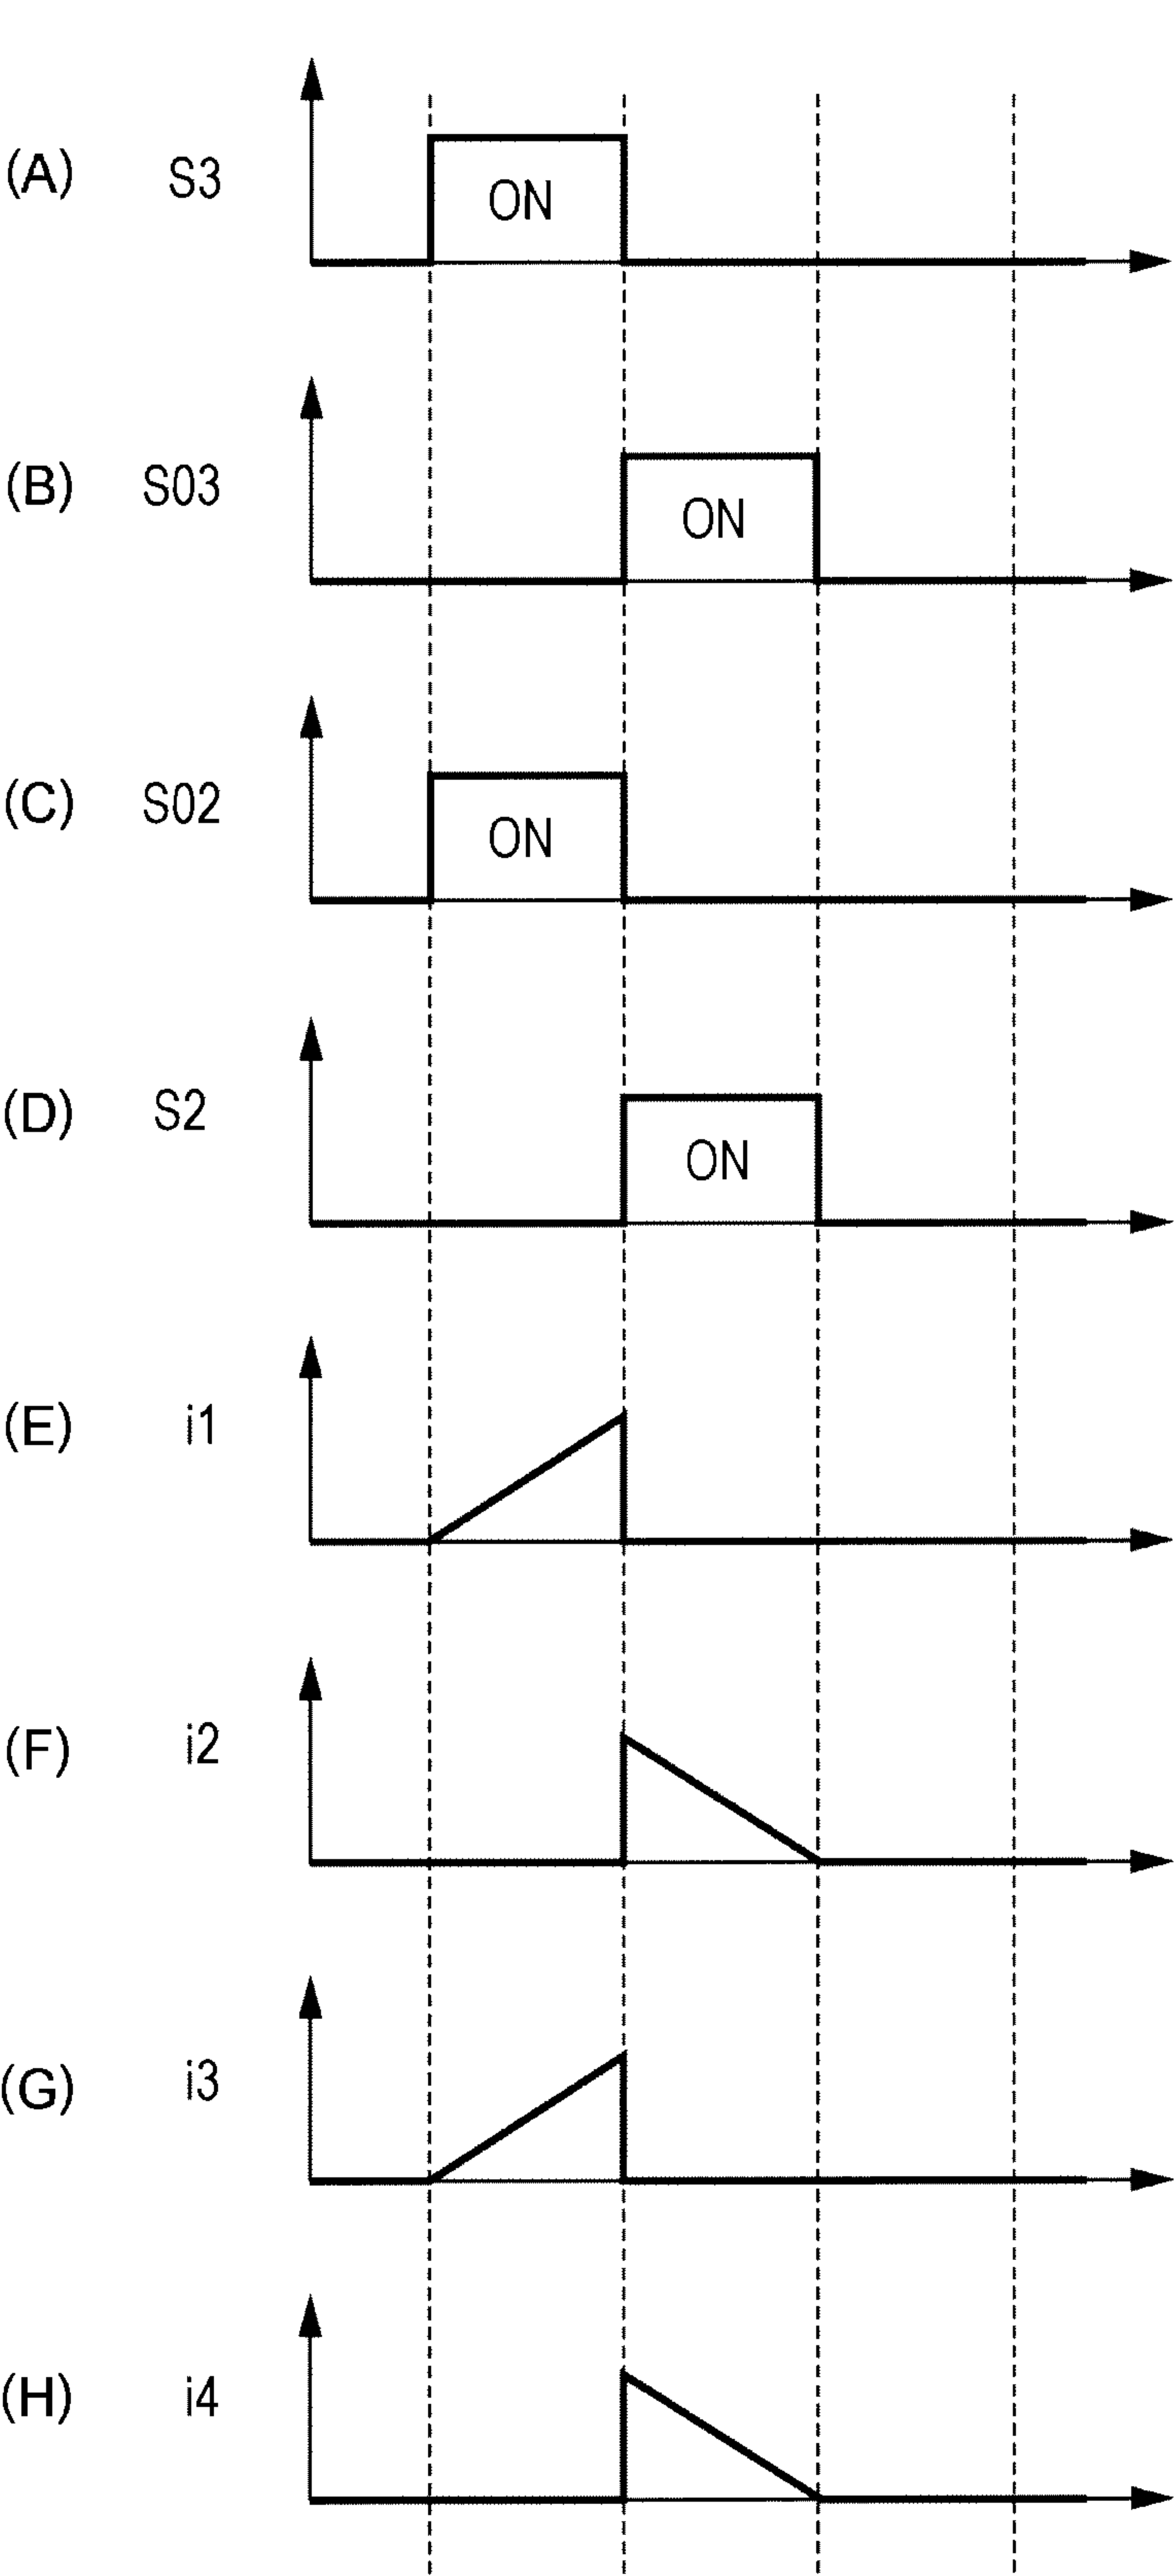 (A) S3 ON
(B) S03 ON
(C) S02 ON
(D) S2 ON
(E) i1
(F) i2
(G) i3
(H) i4